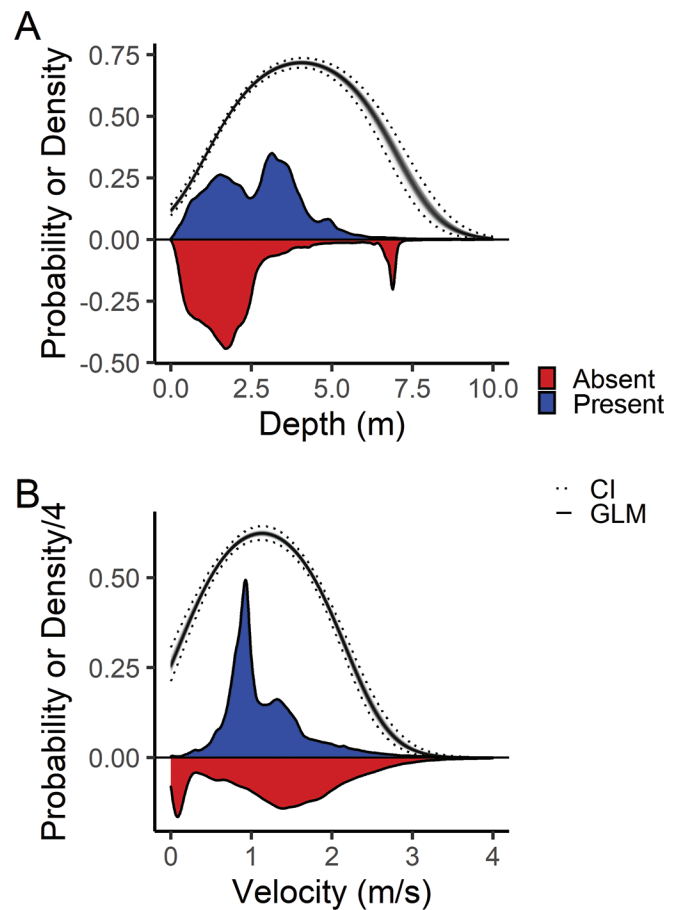 A
Probability or Density
0.75
0.50
0.25
0.00
-0.25
-0.50
0.0 2.5 5.0 7.5 10.0
Depth (m)
Absent
Present
B
Probability or Density/4
0.50
0.25
0.00
0 1 2 3 4
Velocity (m/s)
CI
GLM